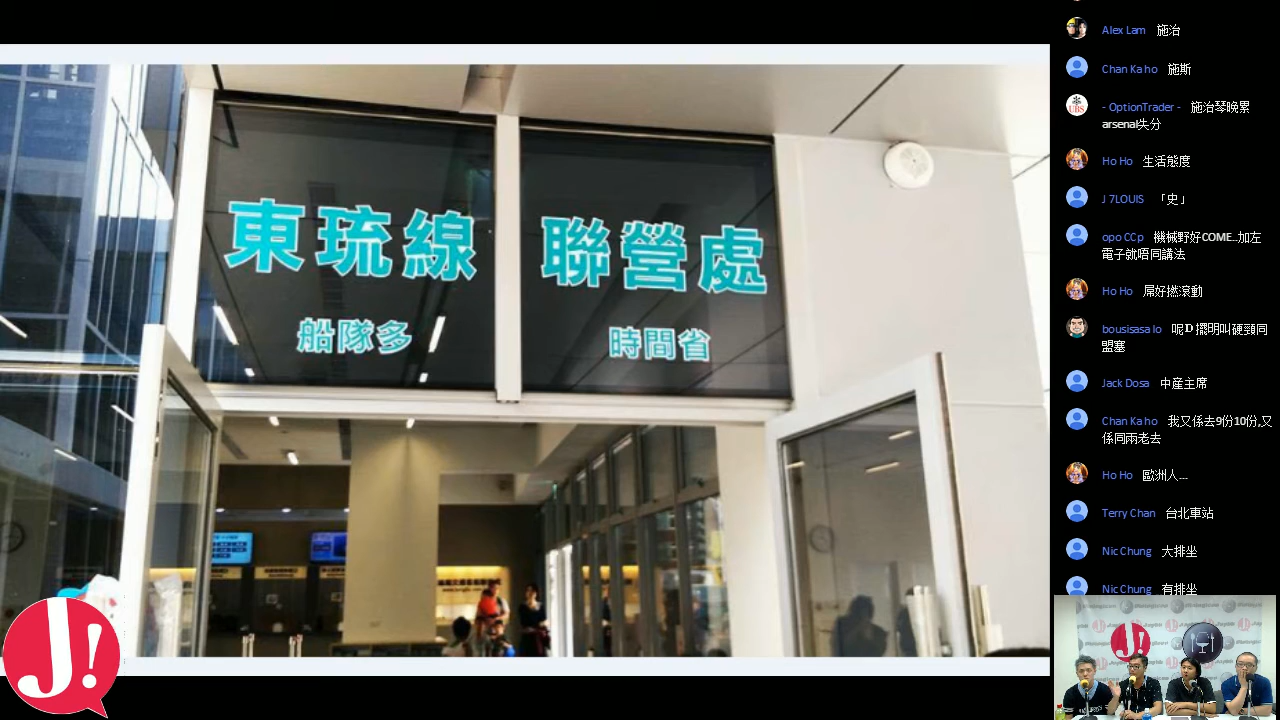 東琉線 聯營處
船隊多 時間省
Alex Lam 施治
Chan Ka ho 施斯
- OptionTrader - 施治琴晚累
arsenal失分
Ho Ho 生活態度
J 7LOUIS 「史」
opo CCp 機械野好COME...加左
電子就唔同講法
Ho Ho 屌好撚滾動
bousisasa lo 呢D擺明叫硬頸同
盟塞
Jack Dosa 中産主席
Chan Ka ho 我又係去9份10份,又
係同兩老去
Ho Ho 歐洲人...
Terry Chan 台北車站
Nic Chung 大排坐
Nic Chung 有排坐
J!